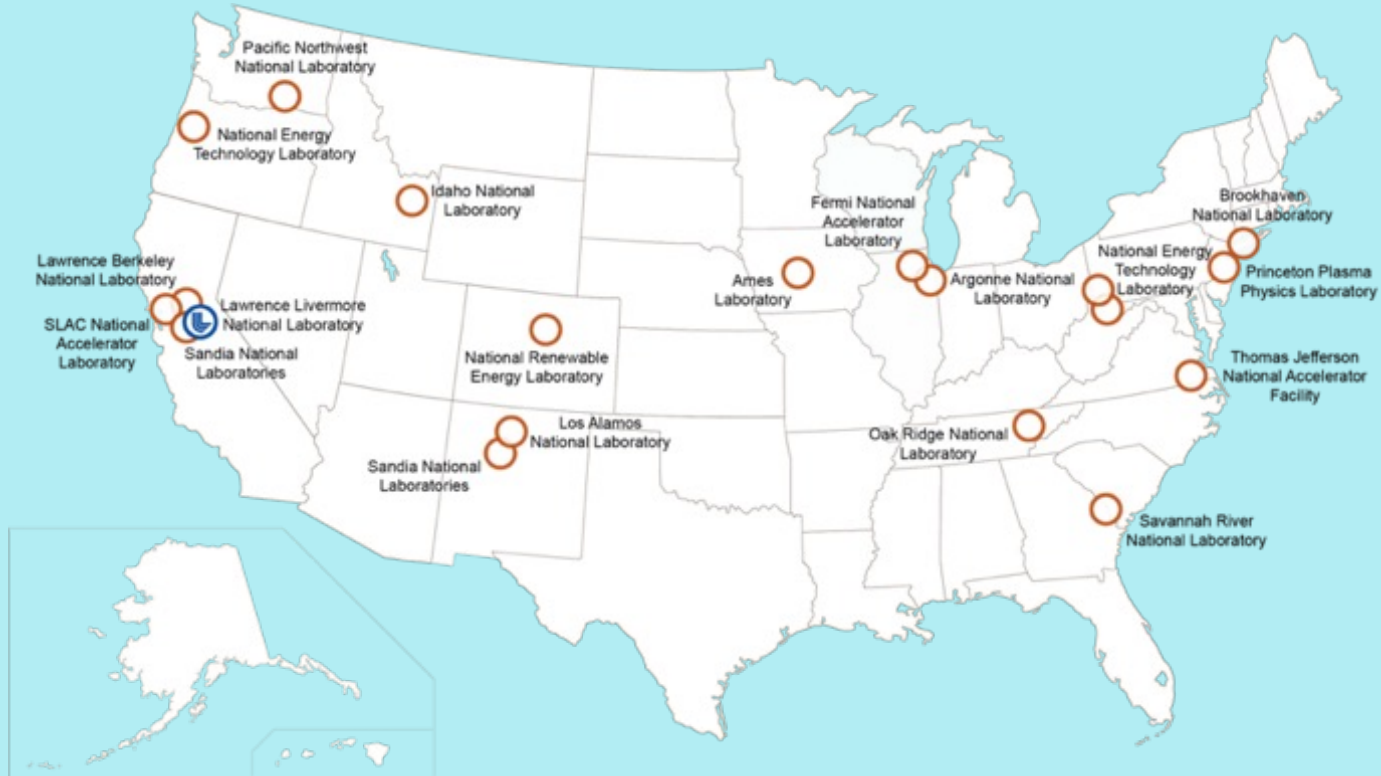 Pacific Northwest
National Laboratory
National Energy
Technology Laboratory
Idaho National
Laboratory
Lawrence Berkeley
National Laboratory
Lawrence Livermore
National Laboratory
SLAC National
Accelerator
Laboratory
Sandia National
Laboratories
National Renewable
Energy Laboratory
Los Alamos
National Laboratory
Sandia National
Laboratories
Ames
Laboratory
Fermi National
Accelerator
Laboratory
Argonne National
Laboratory
National Energy
Technology
Laboratory
Brookhaven
National Laboratory
Princeton Plasma
Physics Laboratory
Thomas Jefferson
National Accelerator
Facility
Oak Ridge National
Laboratory
Savannah River
National Laboratory